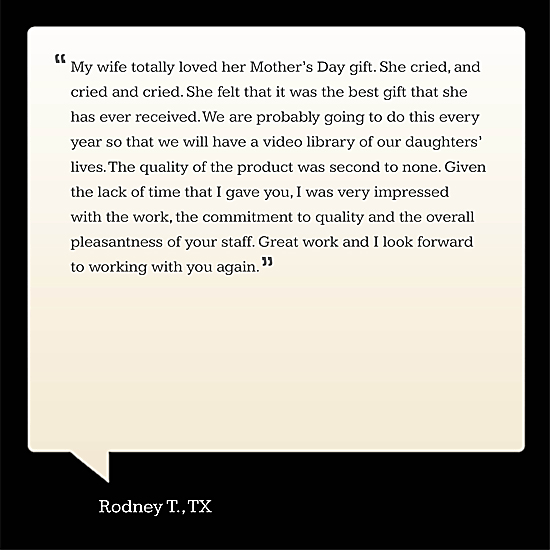 “ My wife totally loved her Mother’s Day gift. She cried, and
cried and cried. She felt that it was the best gift that she
has ever received. We are probably going to do this every
year so that we will have a video library of our daughters’
lives.The quality of the product was second to none. Given
the lack of time that I gave you, I was very impressed
with the work, the commitment to quality and the overall
pleasantness of your staff. Great work and I look forward
to working with you again. ”
Rodney T., TX